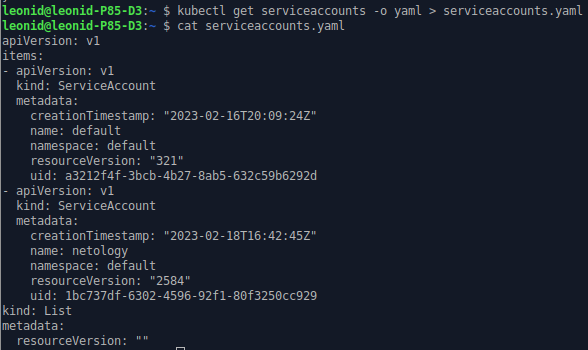 leonid@leonid-P85-D3:~ $ kubectl get serviceaccounts -o yaml > serviceaccounts.yaml
leonid@leonid-P85-D3:~ $ cat serviceaccounts.yaml
apiVersion: v1
items:
- apiVersion: v1
  kind: ServiceAccount
  metadata:
    creationTimestamp: "2023-02-16T20:09:24Z"
    name: default
    namespace: default
    resourceVersion: "321"
    uid: a3212f4f-3bcb-4b27-8ab5-632c59b6292d
- apiVersion: v1
  kind: ServiceAccount
  metadata:
    creationTimestamp: "2023-02-18T16:42:45Z"
    name: netology
    namespace: default
    resourceVersion: "2584"
    uid: 1bc737df-6302-4596-92f1-80f3250cc929
kind: List
metadata:
  resourceVersion: ""